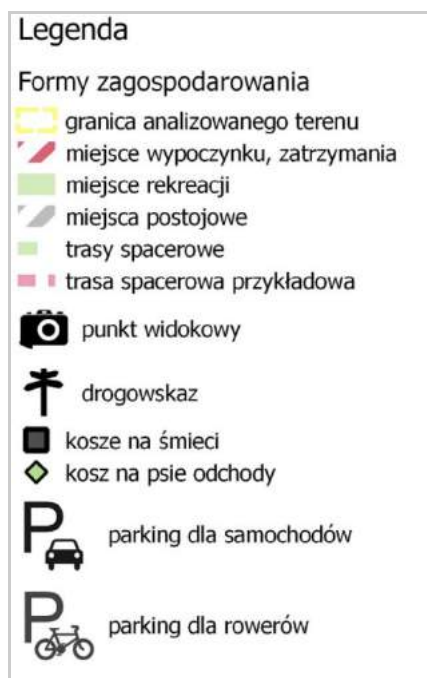 Legenda
Formy zagospodarowania
granica analizowanego terenu
miejsce wypoczynku, zatrzymania
miejsce rekreacji
miejsca postojowe
trasy spacerowe
trasa spacerowa przykładowa
punkt widokowy
drogowskaz
kosze na śmieci
kosz na psie odchody
P parking dla samochodów
P parking dla rowerów